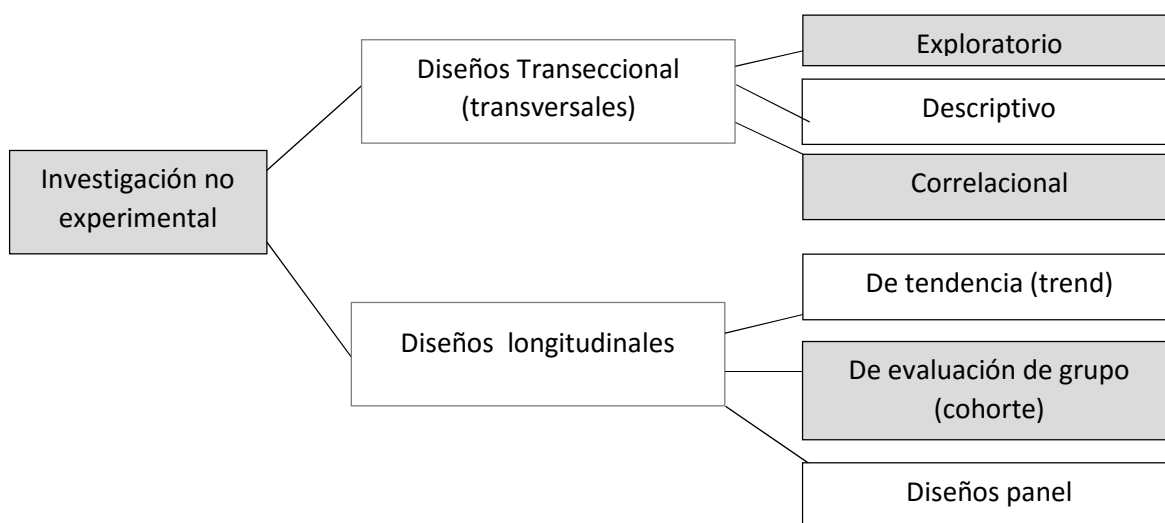 Investigación no
experimental
Diseños Transeccional
(transversales)
Exploratorio
Descriptivo
Correlacional
Diseños longitudinales
De tendencia (trend)
De evaluación de grupo
(cohorte)
Diseños panel